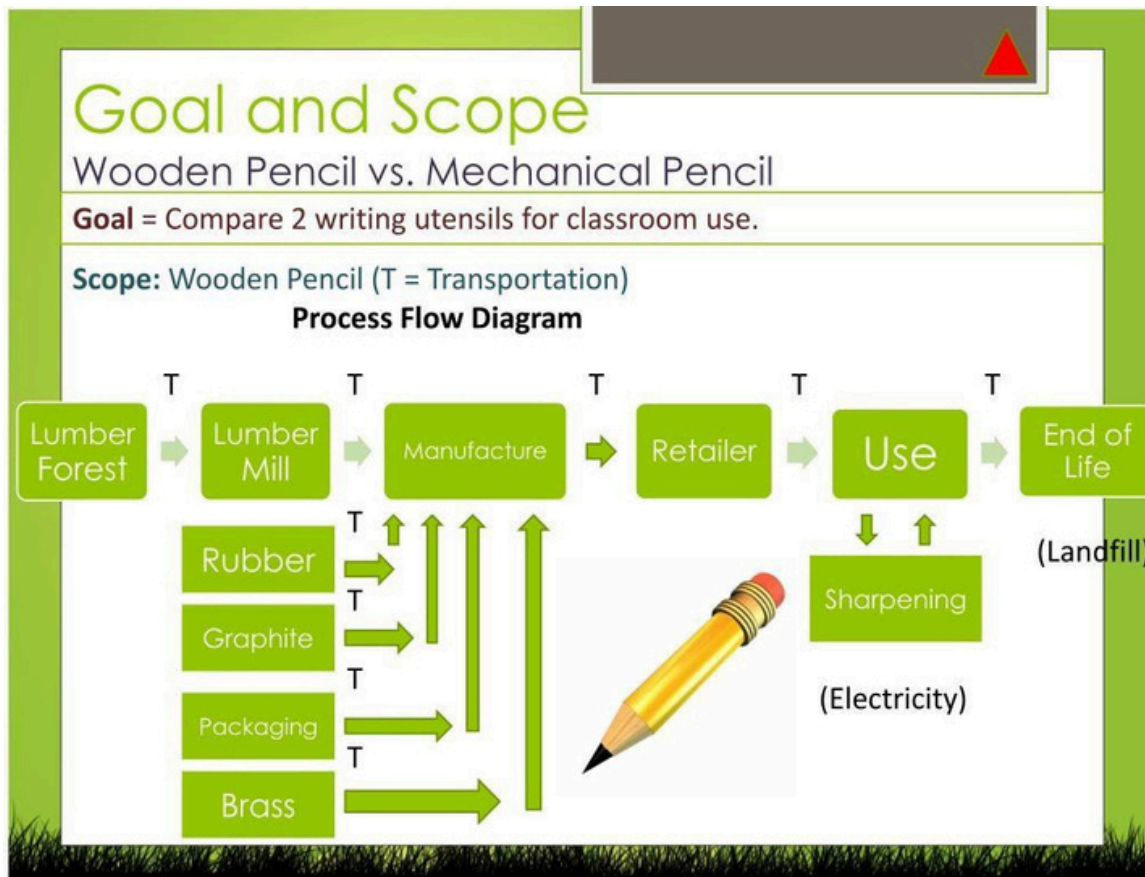 Goal and Scope
Wooden Pencil vs. Mechanical Pencil
Goal = Compare 2 writing utensils for classroom use.
Scope: Wooden Pencil (T = Transportation)
Process Flow Diagram
T T T T T
Lumber Forest
Lumber Mill
Manufacture
Retailer
Use
End of Life
T
Rubber
(Landfill)
T
Graphite
Sharpening
T
Packaging
(Electricity)
T
Brass